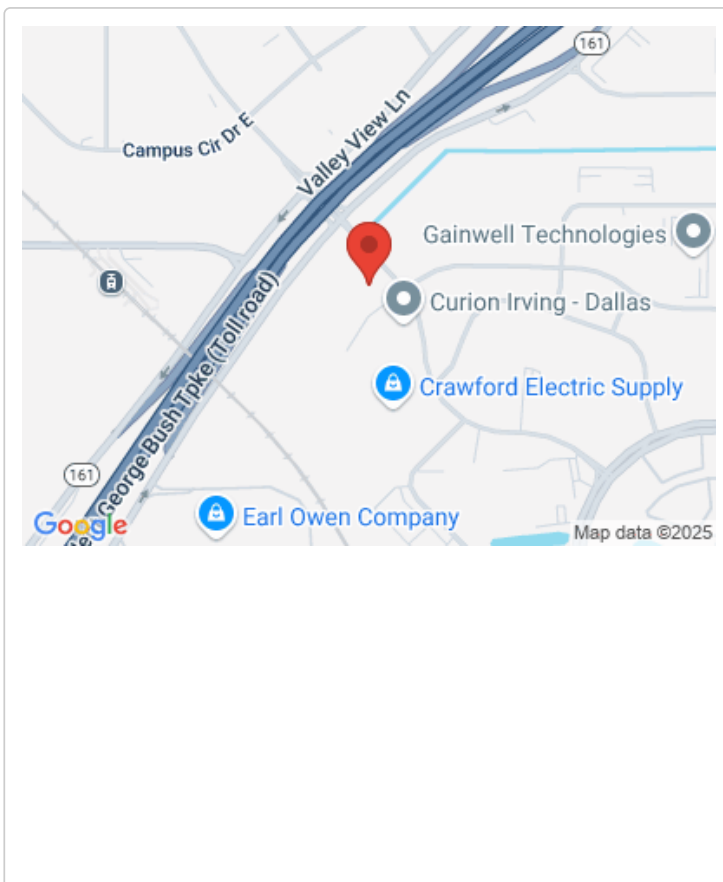 161
Valley View Ln
Campus Cir Dr E
Gainwell Technologies
Curion Irving - Dallas
Crawford Electric Supply
George Bush Tpke (Toll road)
161
Earl Owen Company
Google
Map data ©2025